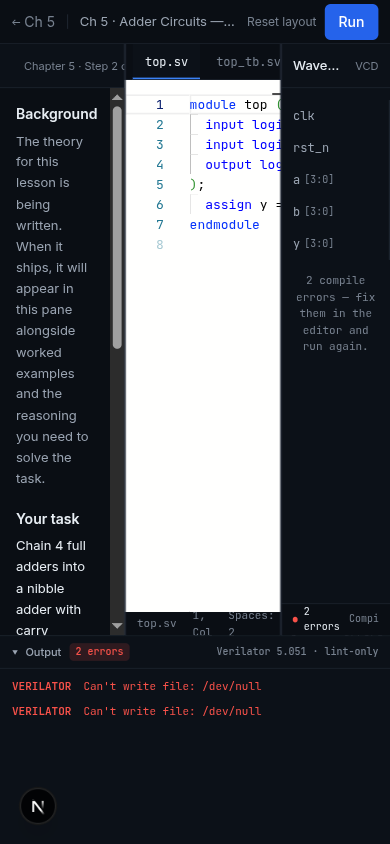 ← Ch 5
Ch 5 · Adder Circuits —...
Reset layout
Run
Chapter 5 · Step 2
top.sv
top_tb.sv
Wave...
VCD
Background
The theory
for this
lesson is
being
written.
When it
ships, it will
appear in
this pane
alongside
worked
examples
and the
reasoning
you need to
solve the
task.
Your task
Chain 4 full
adders into
a nibble
adder with
carry
1 module top (
2 input logi
3 input logi
4 output log
5 );
6 assign y =
7 endmodule
8
clk
rst_n
a [3:0]
b [3:0]
y [3:0]
2 compile
errors — fix
them in the
editor and
run again.
top.sv
1,
Col
Spaces:
2
2
errors
Compi
Output
2 errors
Verilator 5.051 · lint-only
VERILATOR Can't write file: /dev/null
VERILATOR Can't write file: /dev/null
N